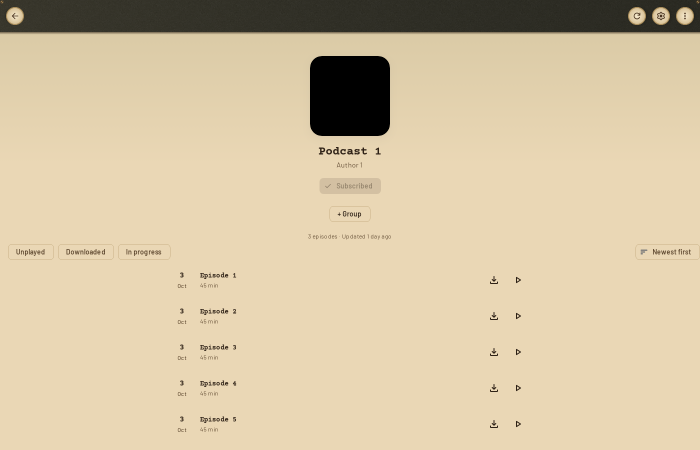 Podcast 1
Author 1
Subscribed
+ Group
3 episodes · Updated 1 day ago
Unplayed Downloaded In progress Newest first
3 Episode 1
Oct 45 min
3 Episode 2
Oct 45 min
3 Episode 3
Oct 45 min
3 Episode 4
Oct 45 min
3 Episode 5
Oct 45 min